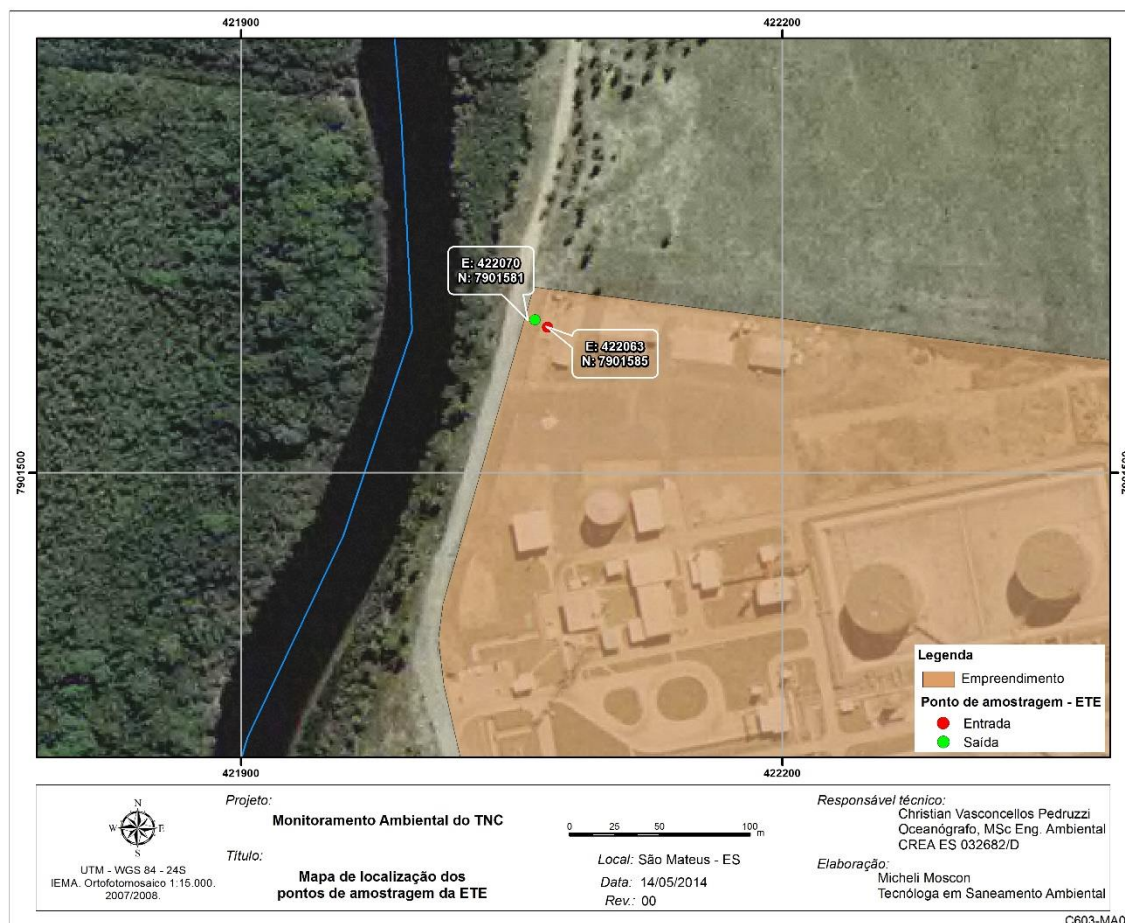 421900
422200
E: 422070
N: 7901581
E: 422063
N: 7901585
7901500
7901500
Legenda
Empreendimento
Ponto de amostragem - ETE
Entrada
Saída
421900
422200
N
W
E
S
UTM - WGS 84 - 24S
IEMA. Ortofotomosaico 1:15.000.
2007/2008.
Projeto:
Monitoramento Ambiental do TNC
Título:
Mapa de localização dos
pontos de amostragem da ETE
0 25 50 100
m
Local: São Mateus - ES
Data: 14/05/2014
Rev.: 00
Responsável técnico:
Christian Vasconcellos Pedruzzi
Oceanógrafo, MSc Eng. Ambiental
CREA ES 032682/D
Elaboração:
Micheli Moscon
Tecnóloga em Saneamento Ambiental
C603-MA0